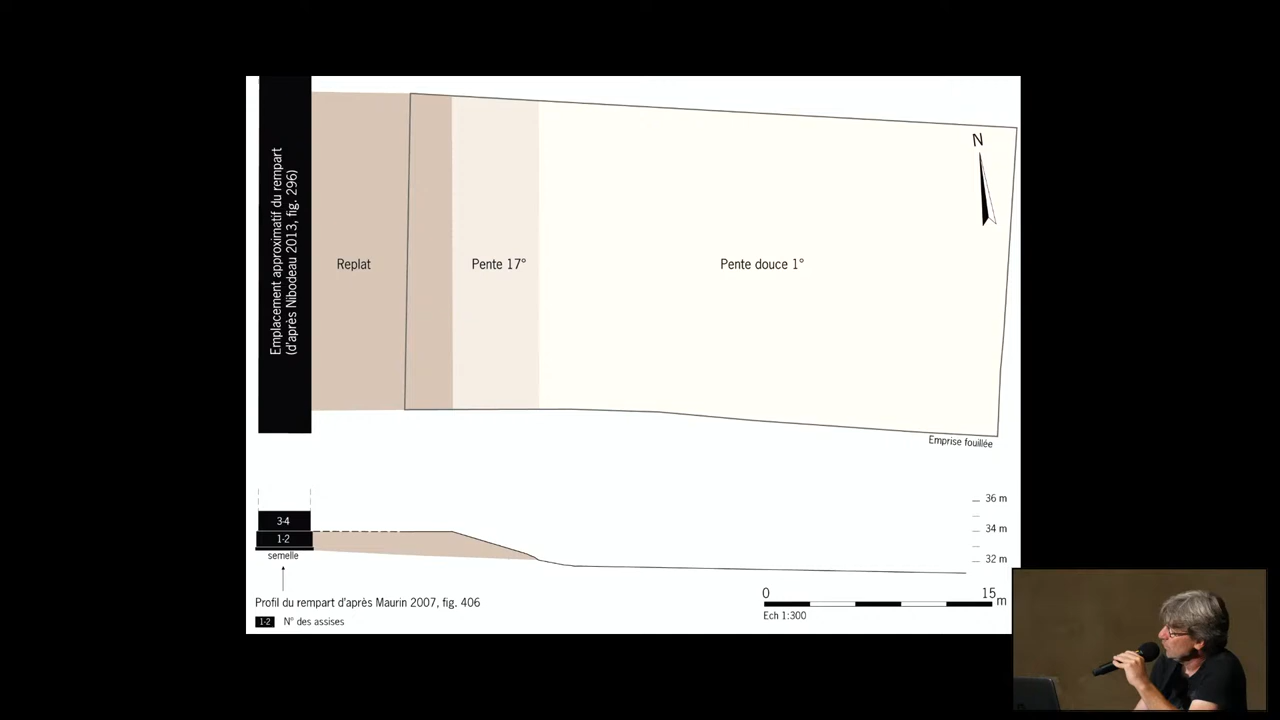 Emplacement approximatif du rempart
(d'après Nibodeau 2013, fig. 296)
Replat
Pente 17°
Pente douce 1°
N
Emprise fouillée
36 m
34 m
32 m
3-4
1-2
semelle
Profil du rempart d'après Maurin 2007, fig. 406
1-2 N° des assises
0 15 m
Ech 1:300